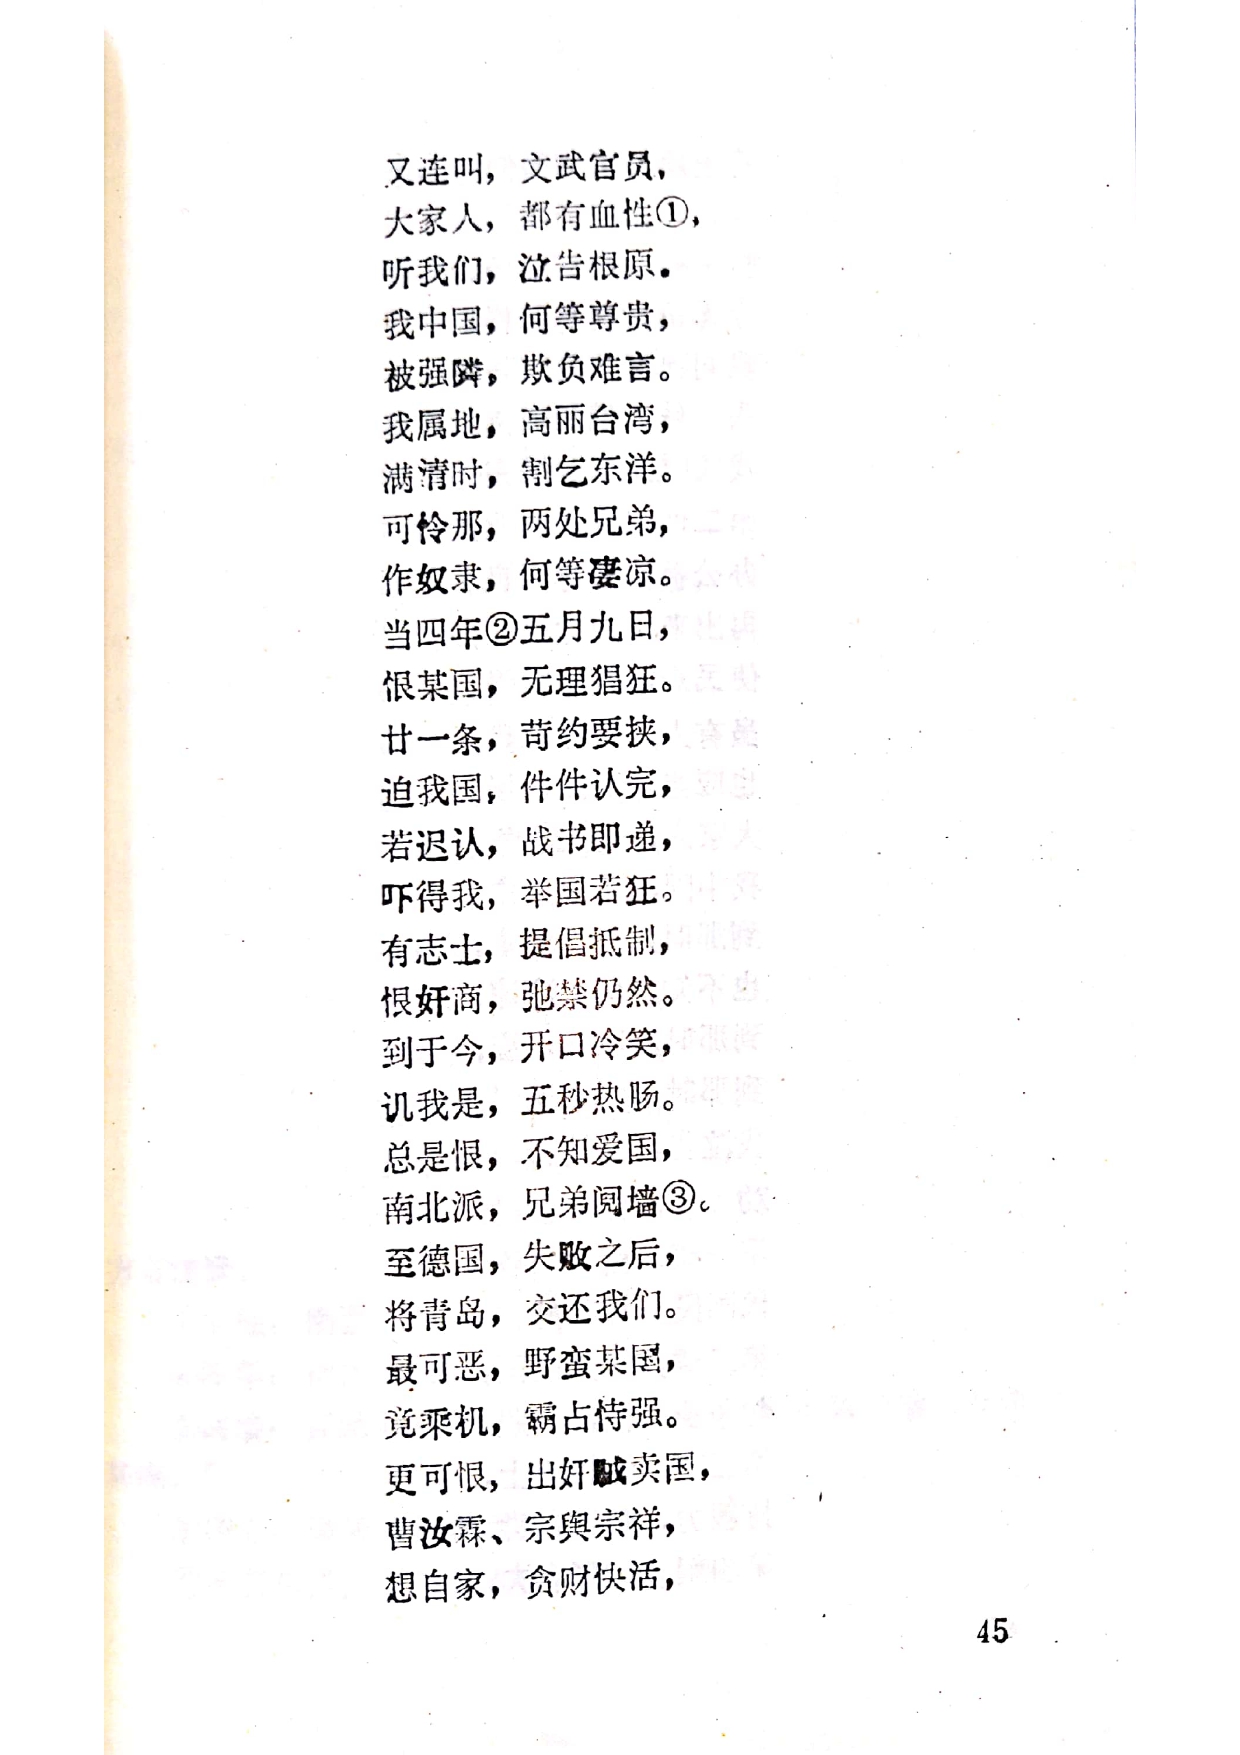 又连叫，文武官员，
大家人，都有血性①，
听我们，泣告根原。
我中国，何等尊贵，
被强隣，欺负难言。
我属地，高丽台湾，
满清时，割乞东洋。
可怜那，两处兄弟，
作奴隶，何等凄凉。
当四年②五月九日，
恨某国，无理猖狂。
廿一条，苛约要挟，
迫我国，件件认完，
若迟认，战书即递，
吓得我，举国若狂。
有志士，提倡抵制，
恨奸商，弛禁仍然。
到于今，开口冷笑，
讥我是，五秒热肠。
总是恨，不知爱国，
南北派，兄弟阋墙③。
至德国，失败之后，
将青岛，交还我们。
最可恶，野蛮某国，
竟乘机，霸占恃强。
更可恨，出奸贼卖国，
曹汝霖、宗舆宗祥，
想自家，贪财快活，
45